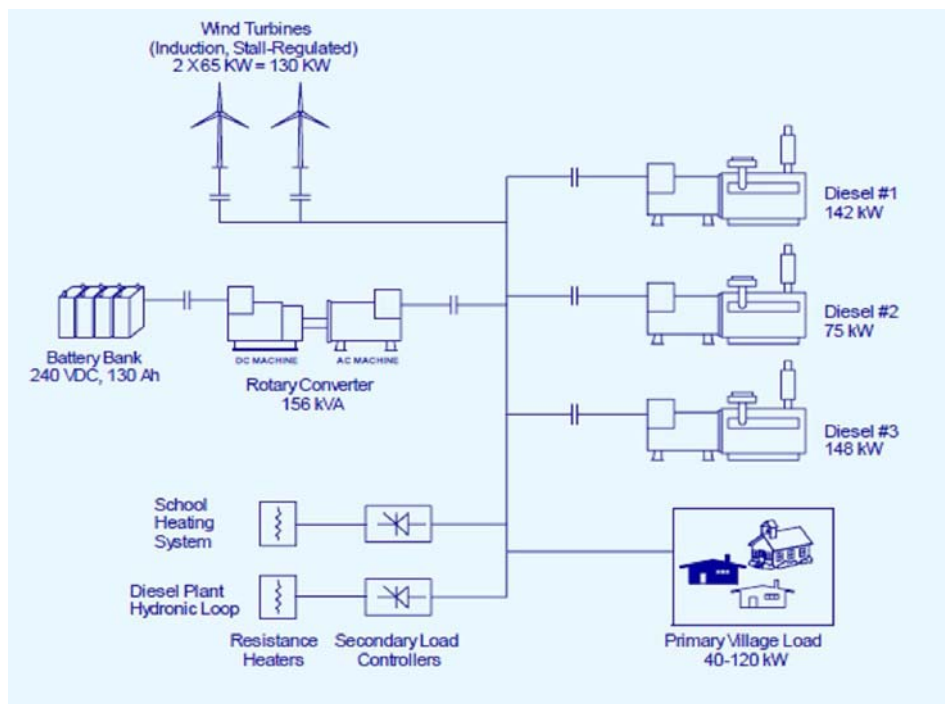 Wind Turbines
(Induction, Stall-Regulated)
2 X 65 KW = 130 KW
Diesel #1
142 kW
Diesel #2
75 kW
Battery Bank
240 VDC, 130 Ah
DC MACHINE
AC MACHINE
Rotary Converter
156 kVA
Diesel #3
148 kW
School
Heating
System
Diesel Plant
Hydronic Loop
Resistance
Heaters
Secondary Load
Controllers
Primary Village Load
40-120 kW